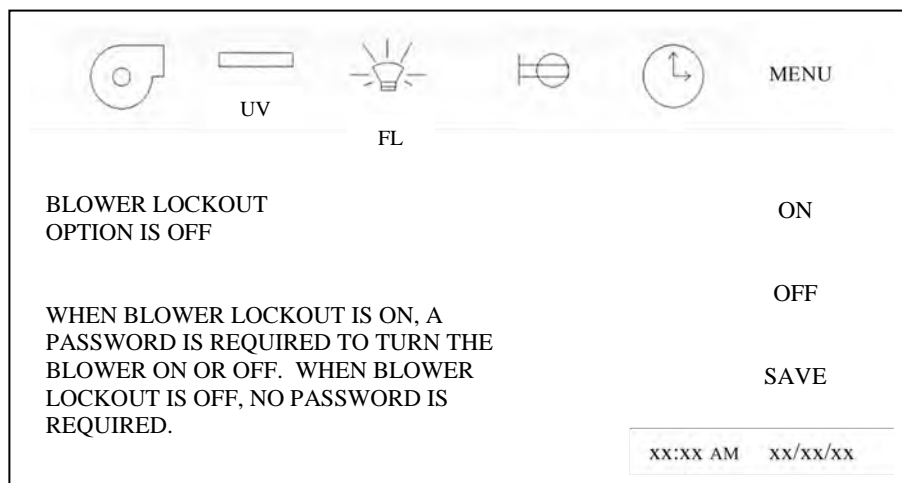 MENU
UV
FL
BLOWER LOCKOUT
OPTION IS OFF
ON
OFF
WHEN BLOWER LOCKOUT IS ON, A
PASSWORD IS REQUIRED TO TURN THE
BLOWER ON OR OFF.  WHEN BLOWER
LOCKOUT IS OFF, NO PASSWORD IS
REQUIRED.
SAVE
xx:xx AM xx/xx/xx